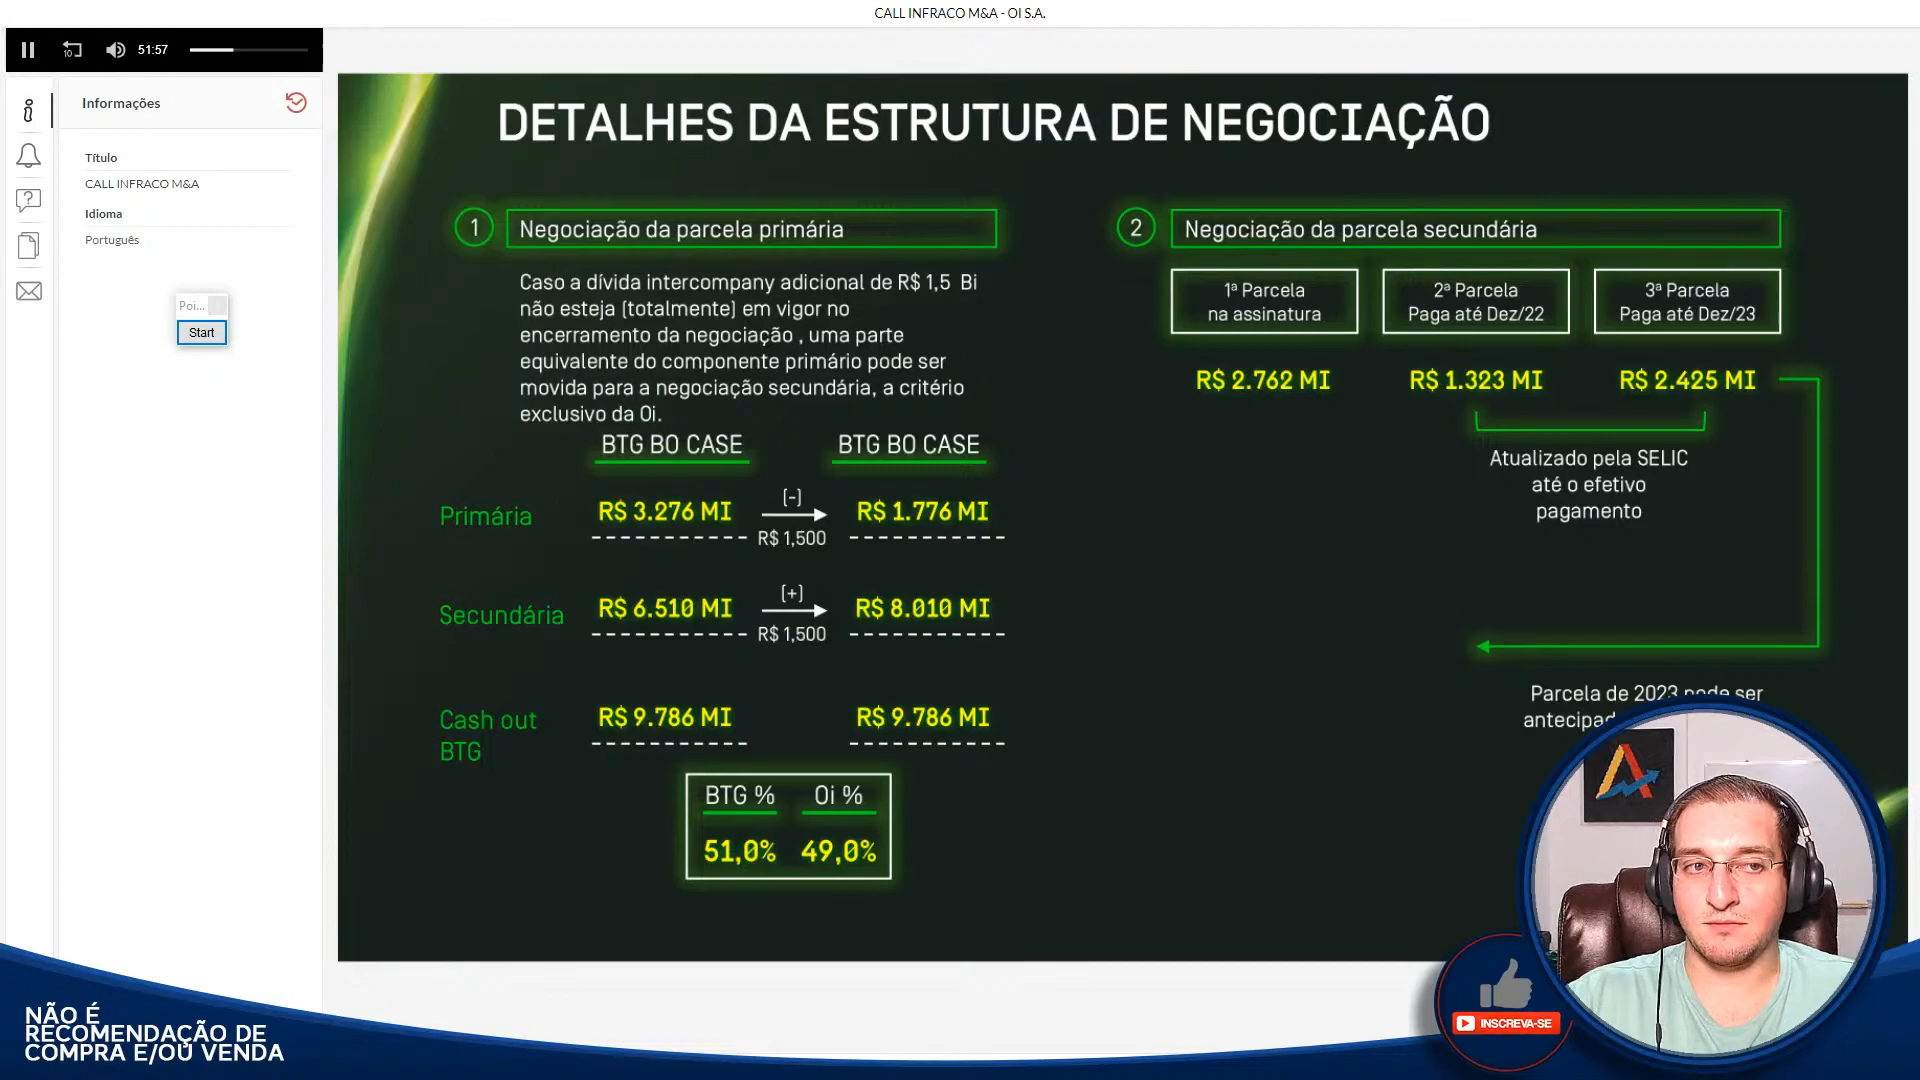 CALL INFRACO M&A - OI S.A.
10
51:57
Informações
Título
CALL INFRACO M&A
Idioma
Português
Poi...
Start
DETALHES DA ESTRUTURA DE NEGOCIAÇÃO
1
Negociação da parcela primária
Caso a dívida intercompany adicional de R$ 1,5 Bi
não esteja (totalmente) em vigor no
encerramento da negociação , uma parte
equivalente do componente primário pode ser
movida para a negociação secundária, a critério
exclusivo da Oi.
BTG BO CASE
BTG BO CASE
Primária
R$ 3.276 MI
(-)
R$ 1,500
R$ 1.776 MI
Secundária
R$ 6.510 MI
(+)
R$ 1,500
R$ 8.010 MI
Cash out
BTG
R$ 9.786 MI
R$ 9.786 MI
BTG %
Oi %
51,0%
49,0%
2
Negociação da parcela secundária
1ª Parcela
na assinatura
2ª Parcela
Paga até Dez/22
3ª Parcela
Paga até Dez/23
R$ 2.762 MI
R$ 1.323 MI
R$ 2.425 MI
Atualizado pela SELIC
até o efetivo
pagamento
Parcela de 2023 pode ser
antecipad
NÃO É
RECOMENDAÇÃO DE
COMPRA E/OU VENDA
INSCREVA-SE